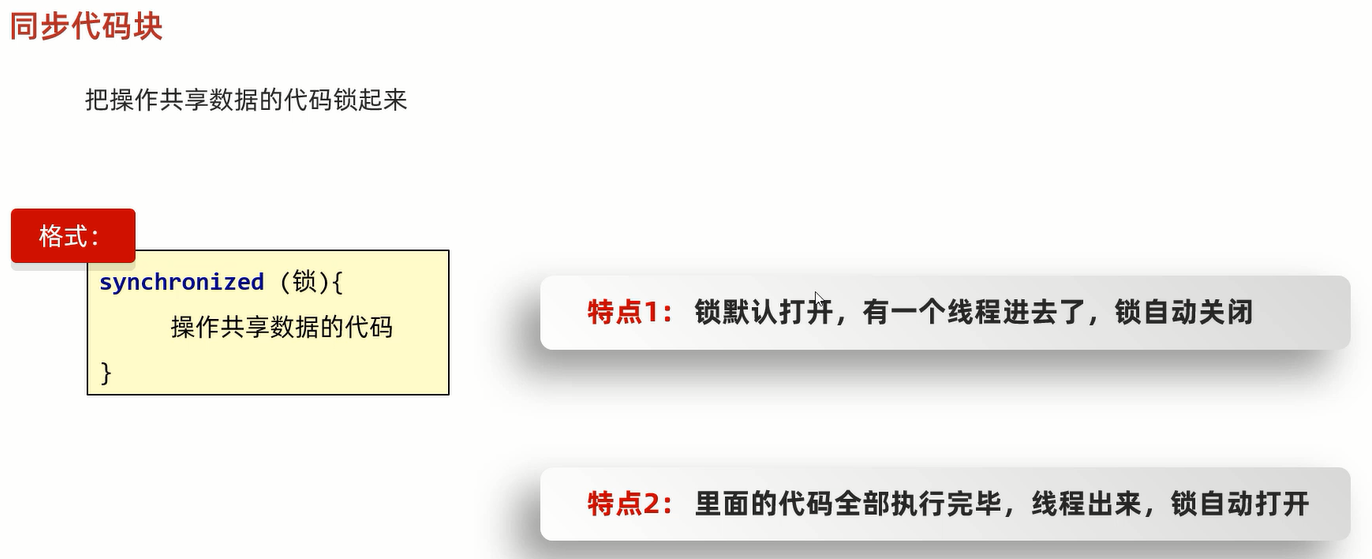 同步代码块
把操作共享数据的代码锁起来
格式：
synchronized (锁){
操作共享数据的代码
}
特点1： 锁默认打开，有一个线程进去了，锁自动关闭
特点2： 里面的代码全部执行完毕，线程出来，锁自动打开